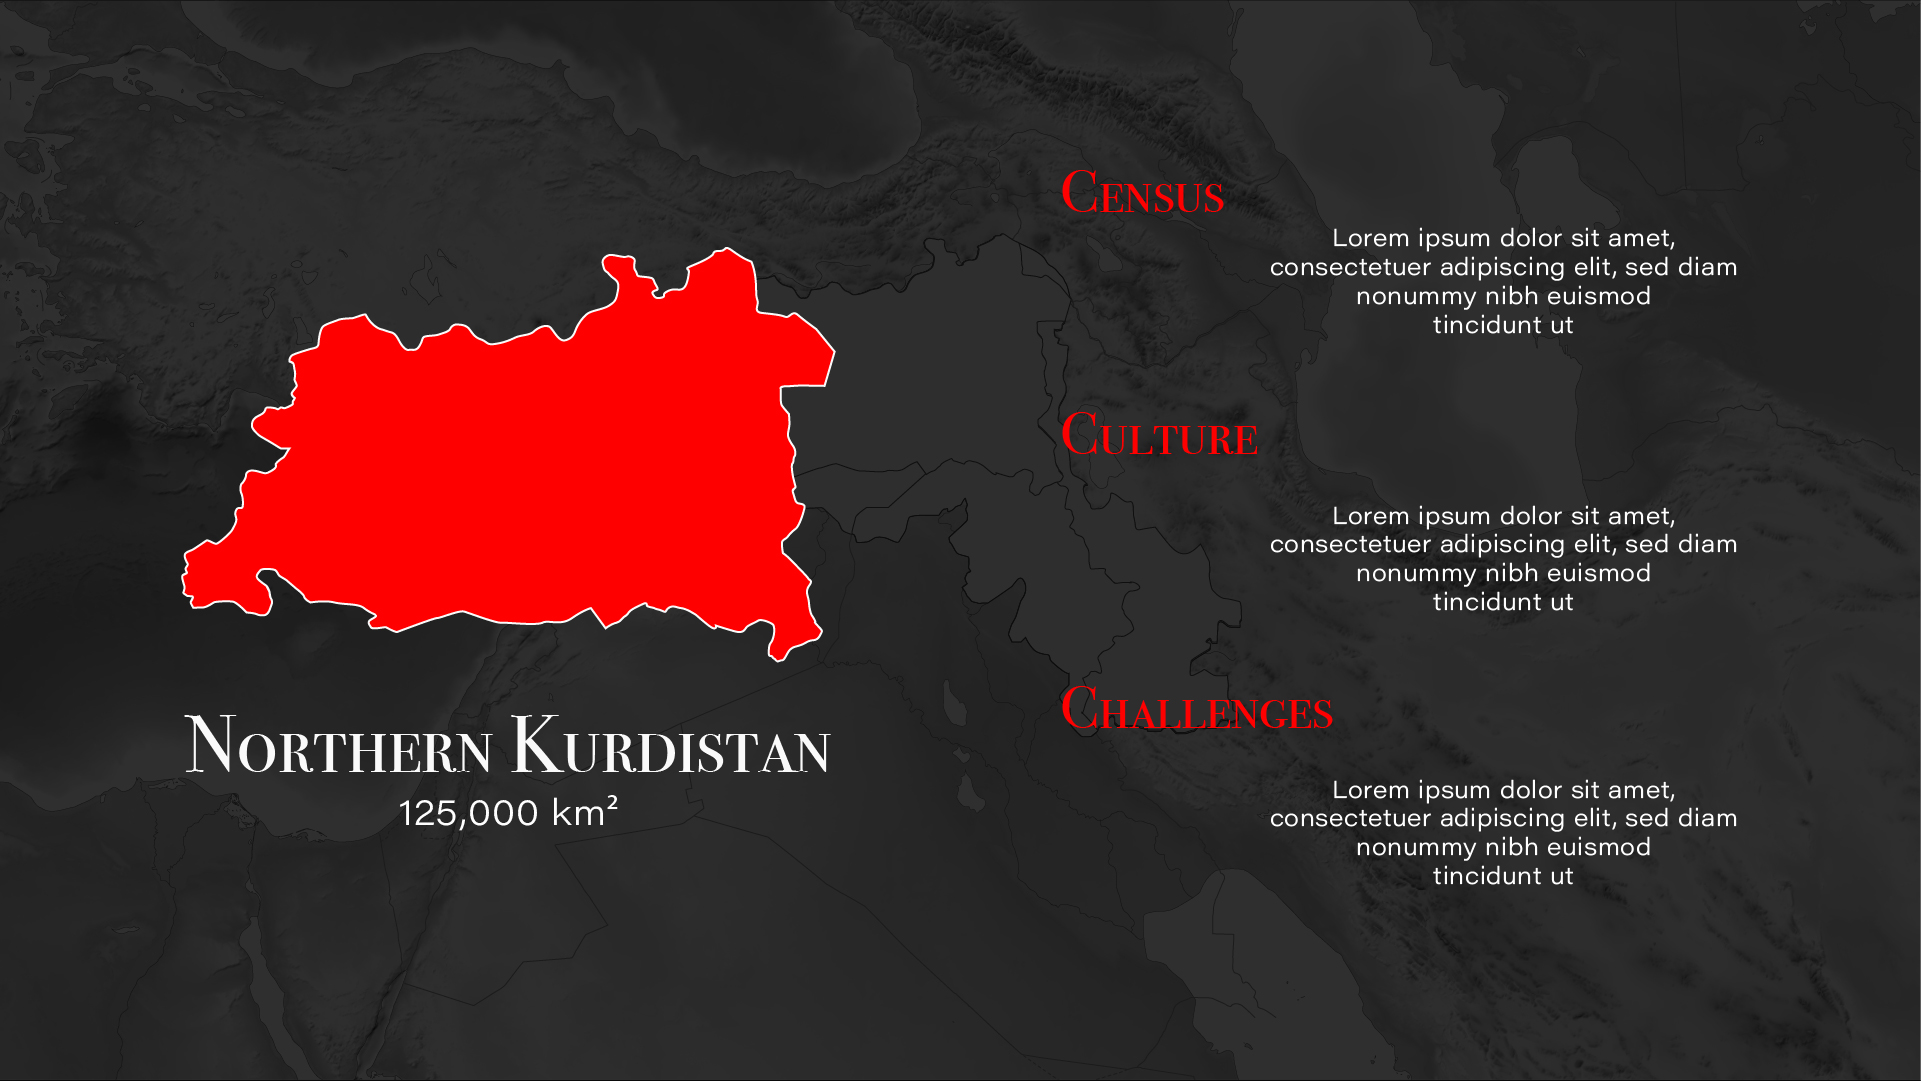 Northern Kurdistan
125,000 km²
Census
Lorem ipsum dolor sit amet,
consectetuer adipiscing elit, sed diam
nonummy nibh euismod
tincidunt ut
Culture
Lorem ipsum dolor sit amet,
consectetuer adipiscing elit, sed diam
nonummy nibh euismod
tincidunt ut
Challenges
Lorem ipsum dolor sit amet,
consectetuer adipiscing elit, sed diam
nonummy nibh euismod
tincidunt ut